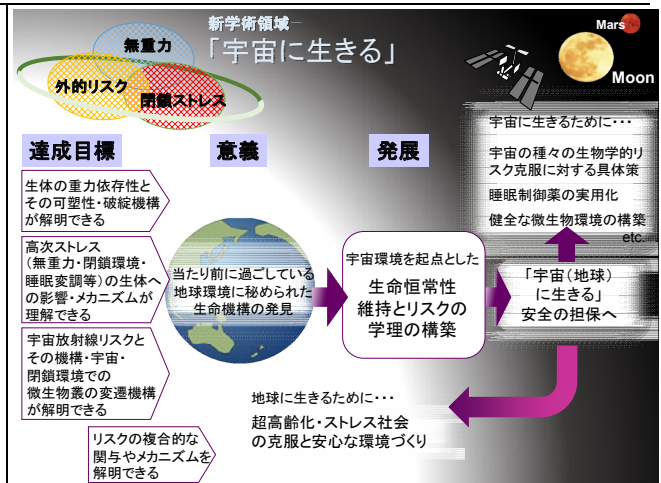 新学術領域―
「宇宙に生きる」
無重力
外的リスク
閉鎖ストレス
Mars
Moon
達成目標
意義
発展
生体の重力依存性と
その可塑性・破綻機構
が解明できる
高次ストレス
(無重力・閉鎖環境・
睡眠変調等)の生体へ
の影響・メカニズムが
理解できる
宇宙放射線リスクと
その機構・宇宙・
閉鎖環境での
微生物叢の変遷機構
が解明できる
リスクの複合的な
関与やメカニズムを
解明できる
当たり前に過ごしている
地球環境に秘められた
生命機構の発見
宇宙環境を起点とした
生命恒常性
維持とリスクの
学理の構築
宇宙に生きるために・・・
宇宙の種々の生物学的リ
スク克服に対する具体策
睡眠制御薬の実用化
健全な微生物環境の構築
etc.
「宇宙(地球)
に生きる」
安全の担保へ
地球に生きるために・・・
超高齢化・ストレス社会
の克服と安心な環境づくり